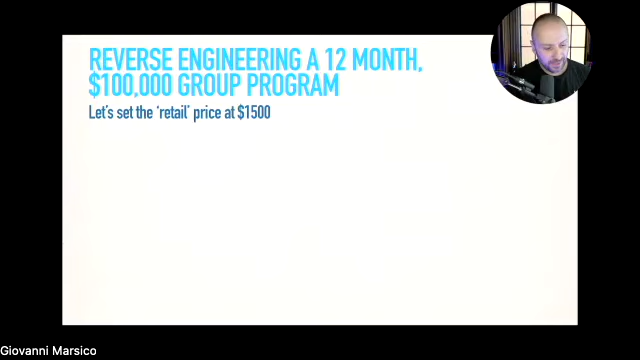 REVERSE ENGINEERING A 12 MONTH,
$100,000 GROUP PROGRAM
Let's set the 'retail' price at $1500
Giovanni Marsico